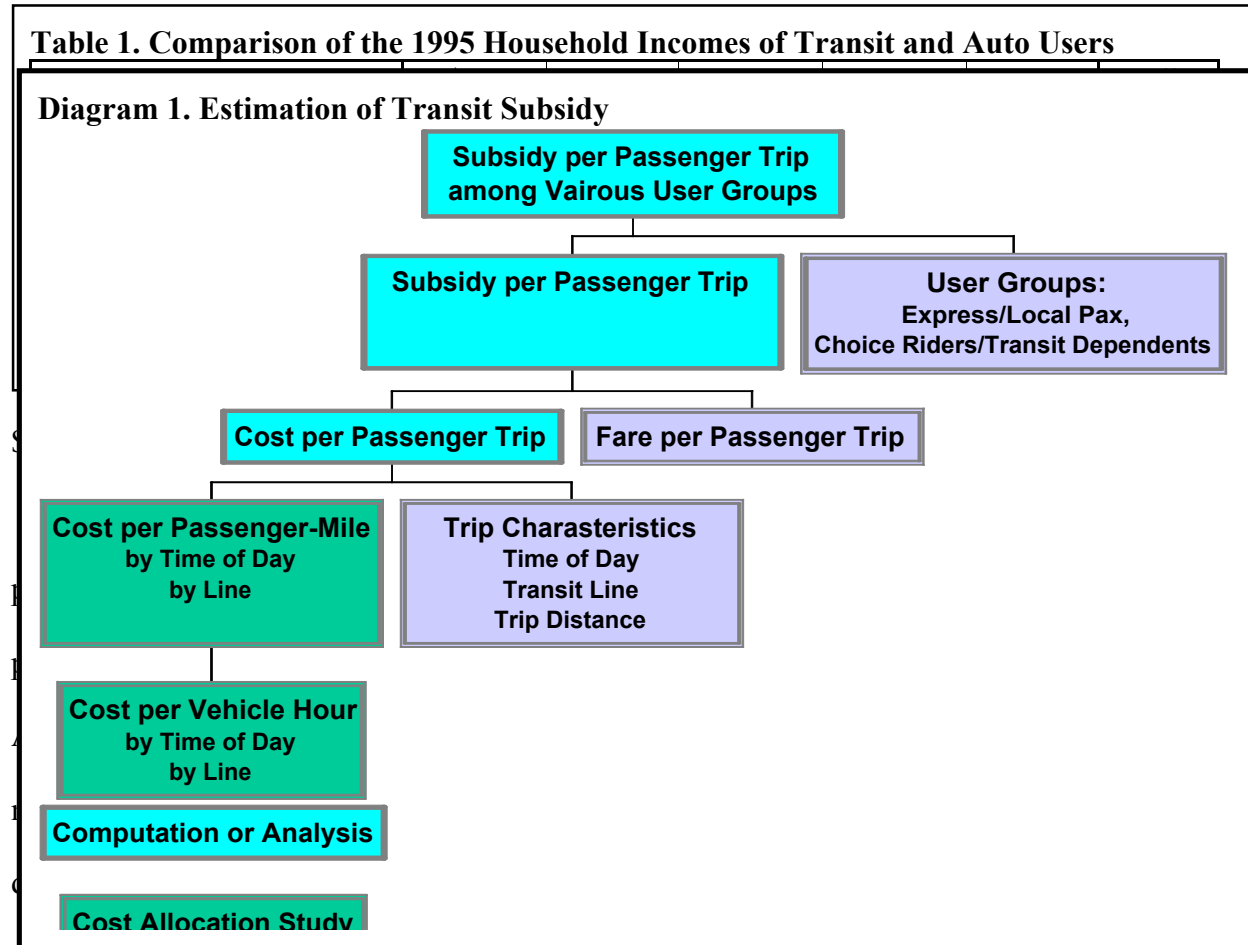 Table 1. Comparison of the 1995 Household Incomes of Transit and Auto Users
Diagram 1. Estimation of Transit Subsidy
Subsidy per Passenger Trip
among Vairous User Groups
Subsidy per Passenger Trip
User Groups:
Express/Local Pax,
Choice Riders/Transit Dependents
Cost per Passenger Trip
Fare per Passenger Trip
Cost per Passenger-Mile
by Time of Day
by Line
Trip Charasteristics
Time of Day
Transit Line
Trip Distance
Cost per Vehicle Hour
by Time of Day
by Line
Computation or Analysis
Cost Allocation Study